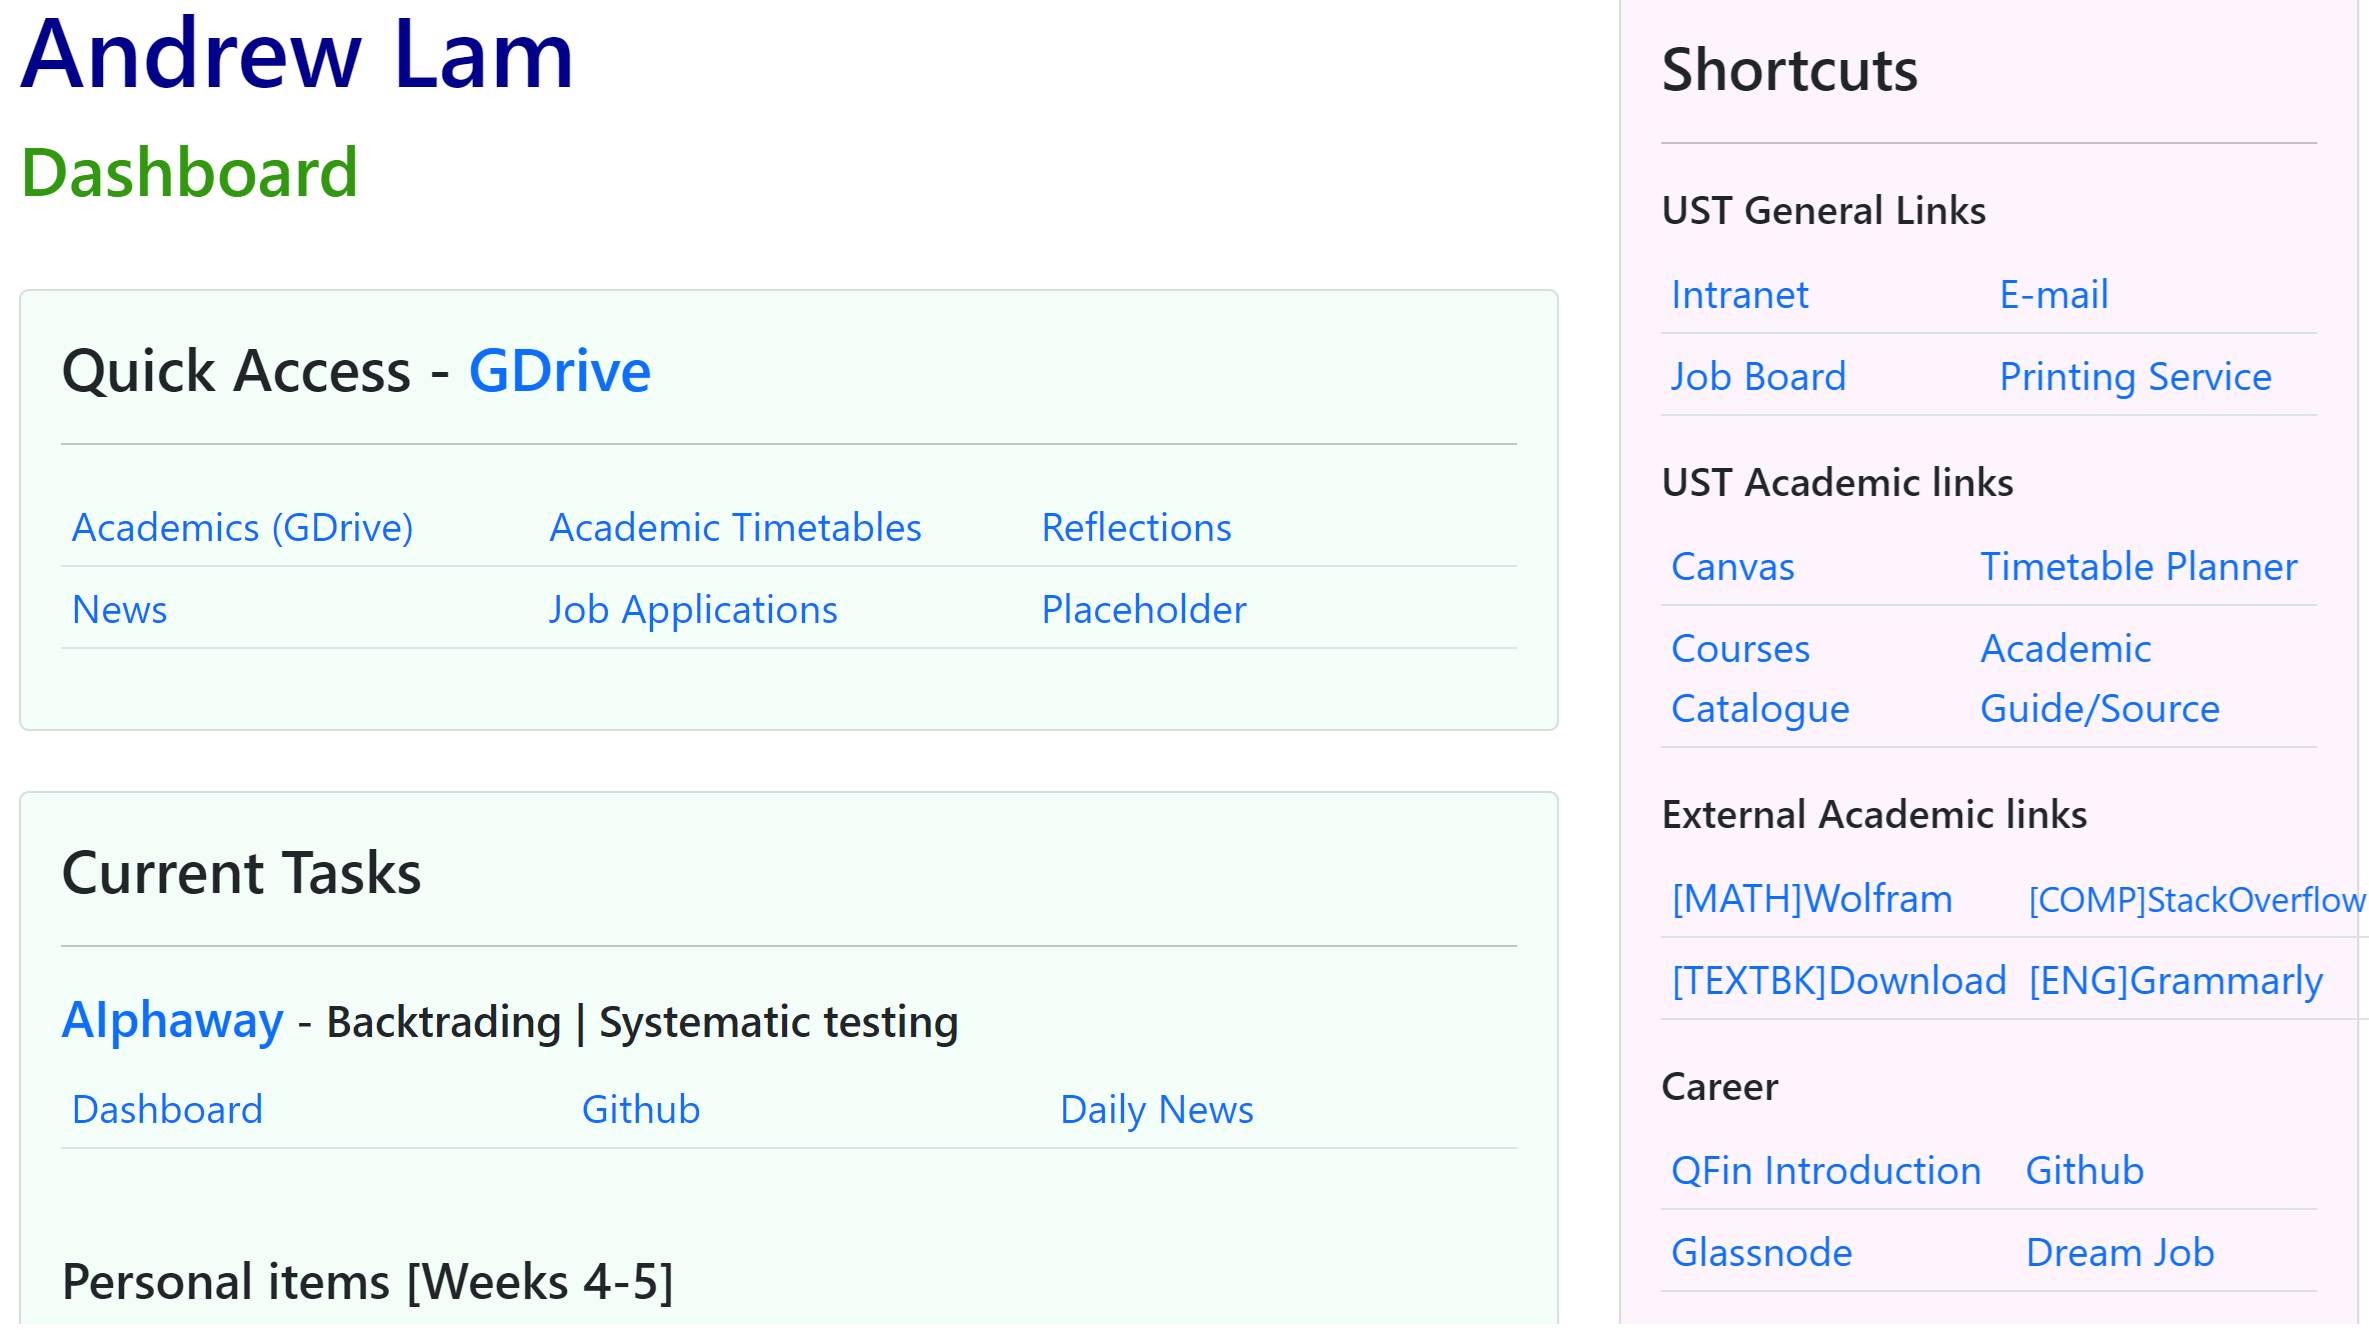 Andrew Lam
Dashboard
Quick Access - GDrive
Academics (GDrive) Academic Timetables Reflections
News Job Applications Placeholder
Current Tasks
Alphaway - Backtrading | Systematic testing
Dashboard Github Daily News
Personal items [Weeks 4-5]
Shortcuts
UST General Links
Intranet E-mail
Job Board Printing Service
UST Academic links
Canvas Timetable Planner
Courses Academic
Catalogue Guide/Source
External Academic links
[MATH]Wolfram [COMP]StackOverflow
[TEXTBK]Download [ENG]Grammarly
Career
QFin Introduction Github
Glassnode Dream Job